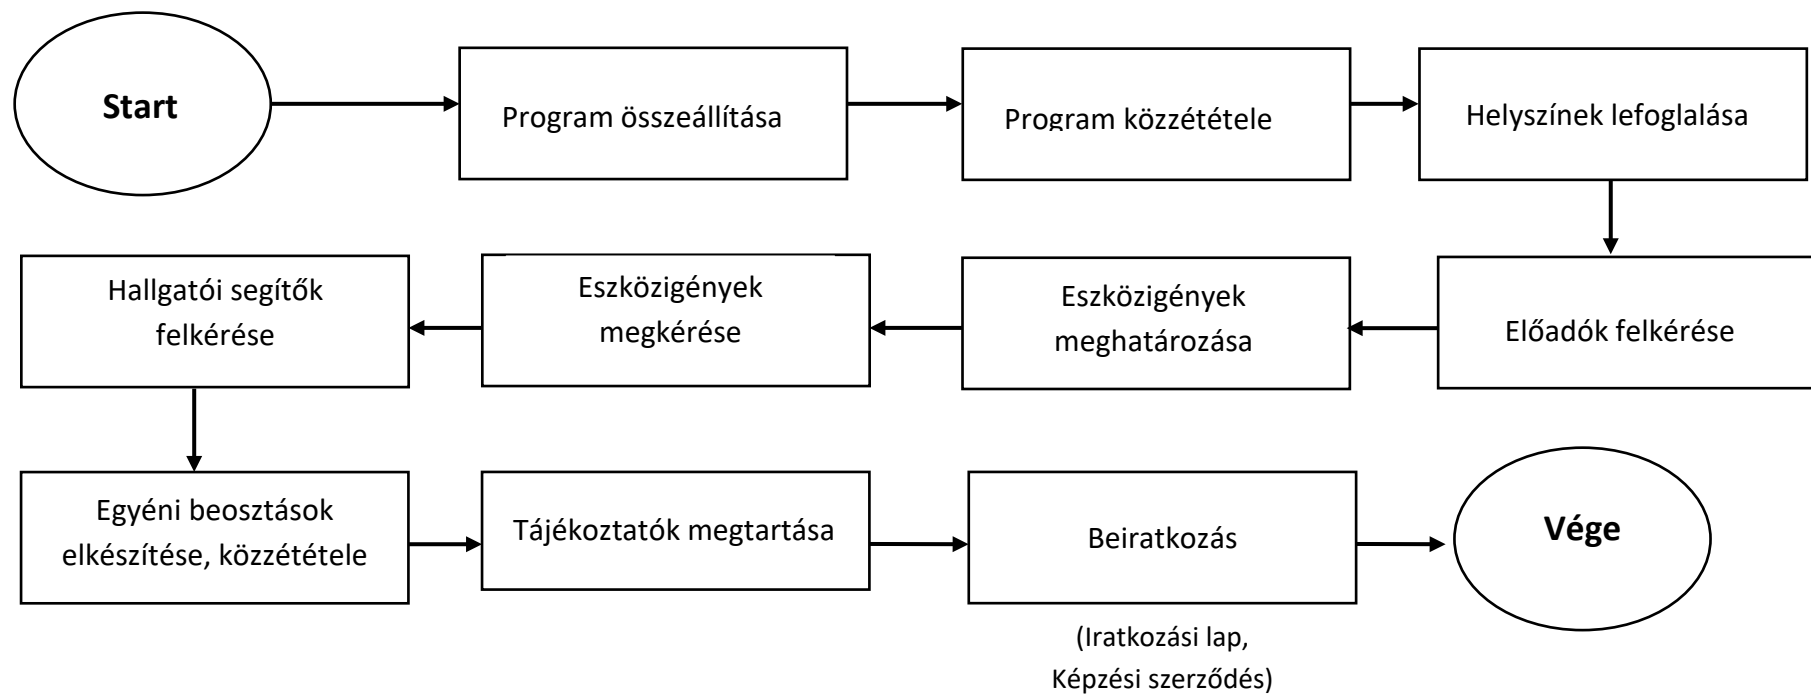 Start
Program összeállítása
Program közzététele
Helyszínek lefoglalása
Hallgatói segítők
felkérése
Eszközigények
megkérése
Eszközigények
meghatározása
Előadók felkérése
Egyéni beosztások
elkészítése, közzététele
Tájékoztatók megtartása
Beiratkozás
(Iratkozási lap,
Képzési szerződés)
Vége